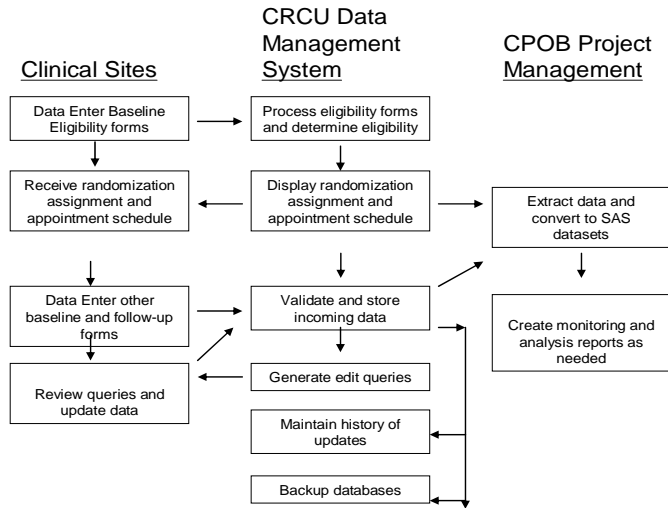 Clinical Sites
CRCU Data
Management
System
CPOB Project
Management
Data Enter Baseline
Eligibility forms
Process eligibility forms
and determine eligibility
Receive randomization
assignment and
appointment schedule
Display randomization
assignment and
appointment schedule
Extract data and
convert to SAS
datasets
Data Enter other
baseline and follow-up
forms
Validate and store
incoming data
Create monitoring and
analysis reports as
needed
Review queries and
update data
Generate edit queries
Maintain history of
updates
Backup databases